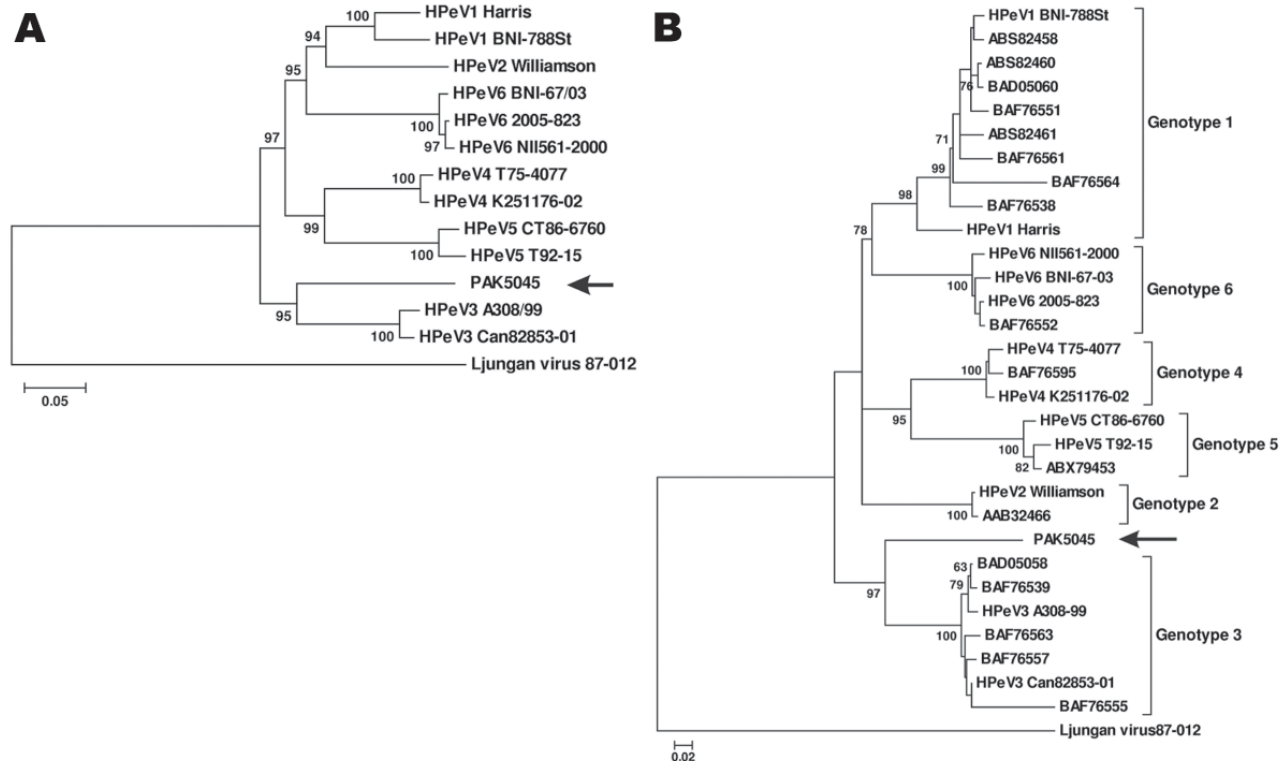 A
100
HPeV1 Harris
HPeV1 BNI-788St
94
HPeV2 Williamson
95
HPeV6 BNI-67/03
100
HPeV6 2005-823
97
HPeV6 NII561-2000
97
100
HPeV4 T75-4077
HPeV4 K251176-02
99
HPeV5 CT86-6760
100
HPeV5 T92-15
PAK5045
95
HPeV3 A308/99
100
HPeV3 Can82853-01
Ljungan virus 87-012
0.05
B
HPeV1 BNI-788St
ABS82458
ABS82460
76
BAD05060
BAF76551
Genotype 1
ABS82461
71
BAF76561
99
BAF76564
98
BAF76538
HPeV1 Harris
78
HPeV6 NII561-2000
HPeV6 BNI-67-03
100
Genotype 6
HPeV6 2005-823
BAF76552
HPeV4 T75-4077
100
BAF76595
Genotype 4
HPeV4 K251176-02
95
HPeV5 CT86-6760
100
HPeV5 T92-15
Genotype 5
82
ABX79453
HPeV2 Williamson
Genotype 2
100
AAB32466
PAK5045
63
BAD05058
79
BAF76539
97
HPeV3 A308-99
100
BAF76563
Genotype 3
BAF76557
HPeV3 Can82853-01
BAF76555
Ljungan virus87-012
0.02